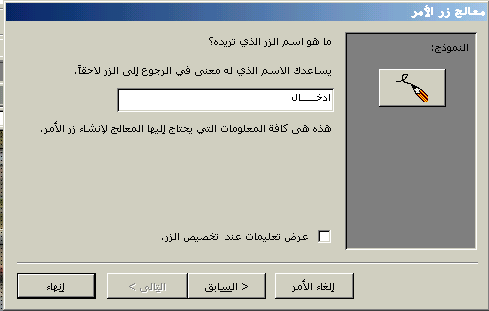 معالج زر الأمر
النموذج:
ما هو اسم الزر الذي تريده؟
يساعدك الاسم الذي له معنى في الرجوع إلى الزر لاحقاً.
ادخــــال
هذه هي كافة المعلومات التي يحتاج إليها المعالج لإنشاء زر الأمر.
عرض تعليمات عند تخصيص الزر.
إلغاء الأمر
< السابق
التالي >
إنهاء